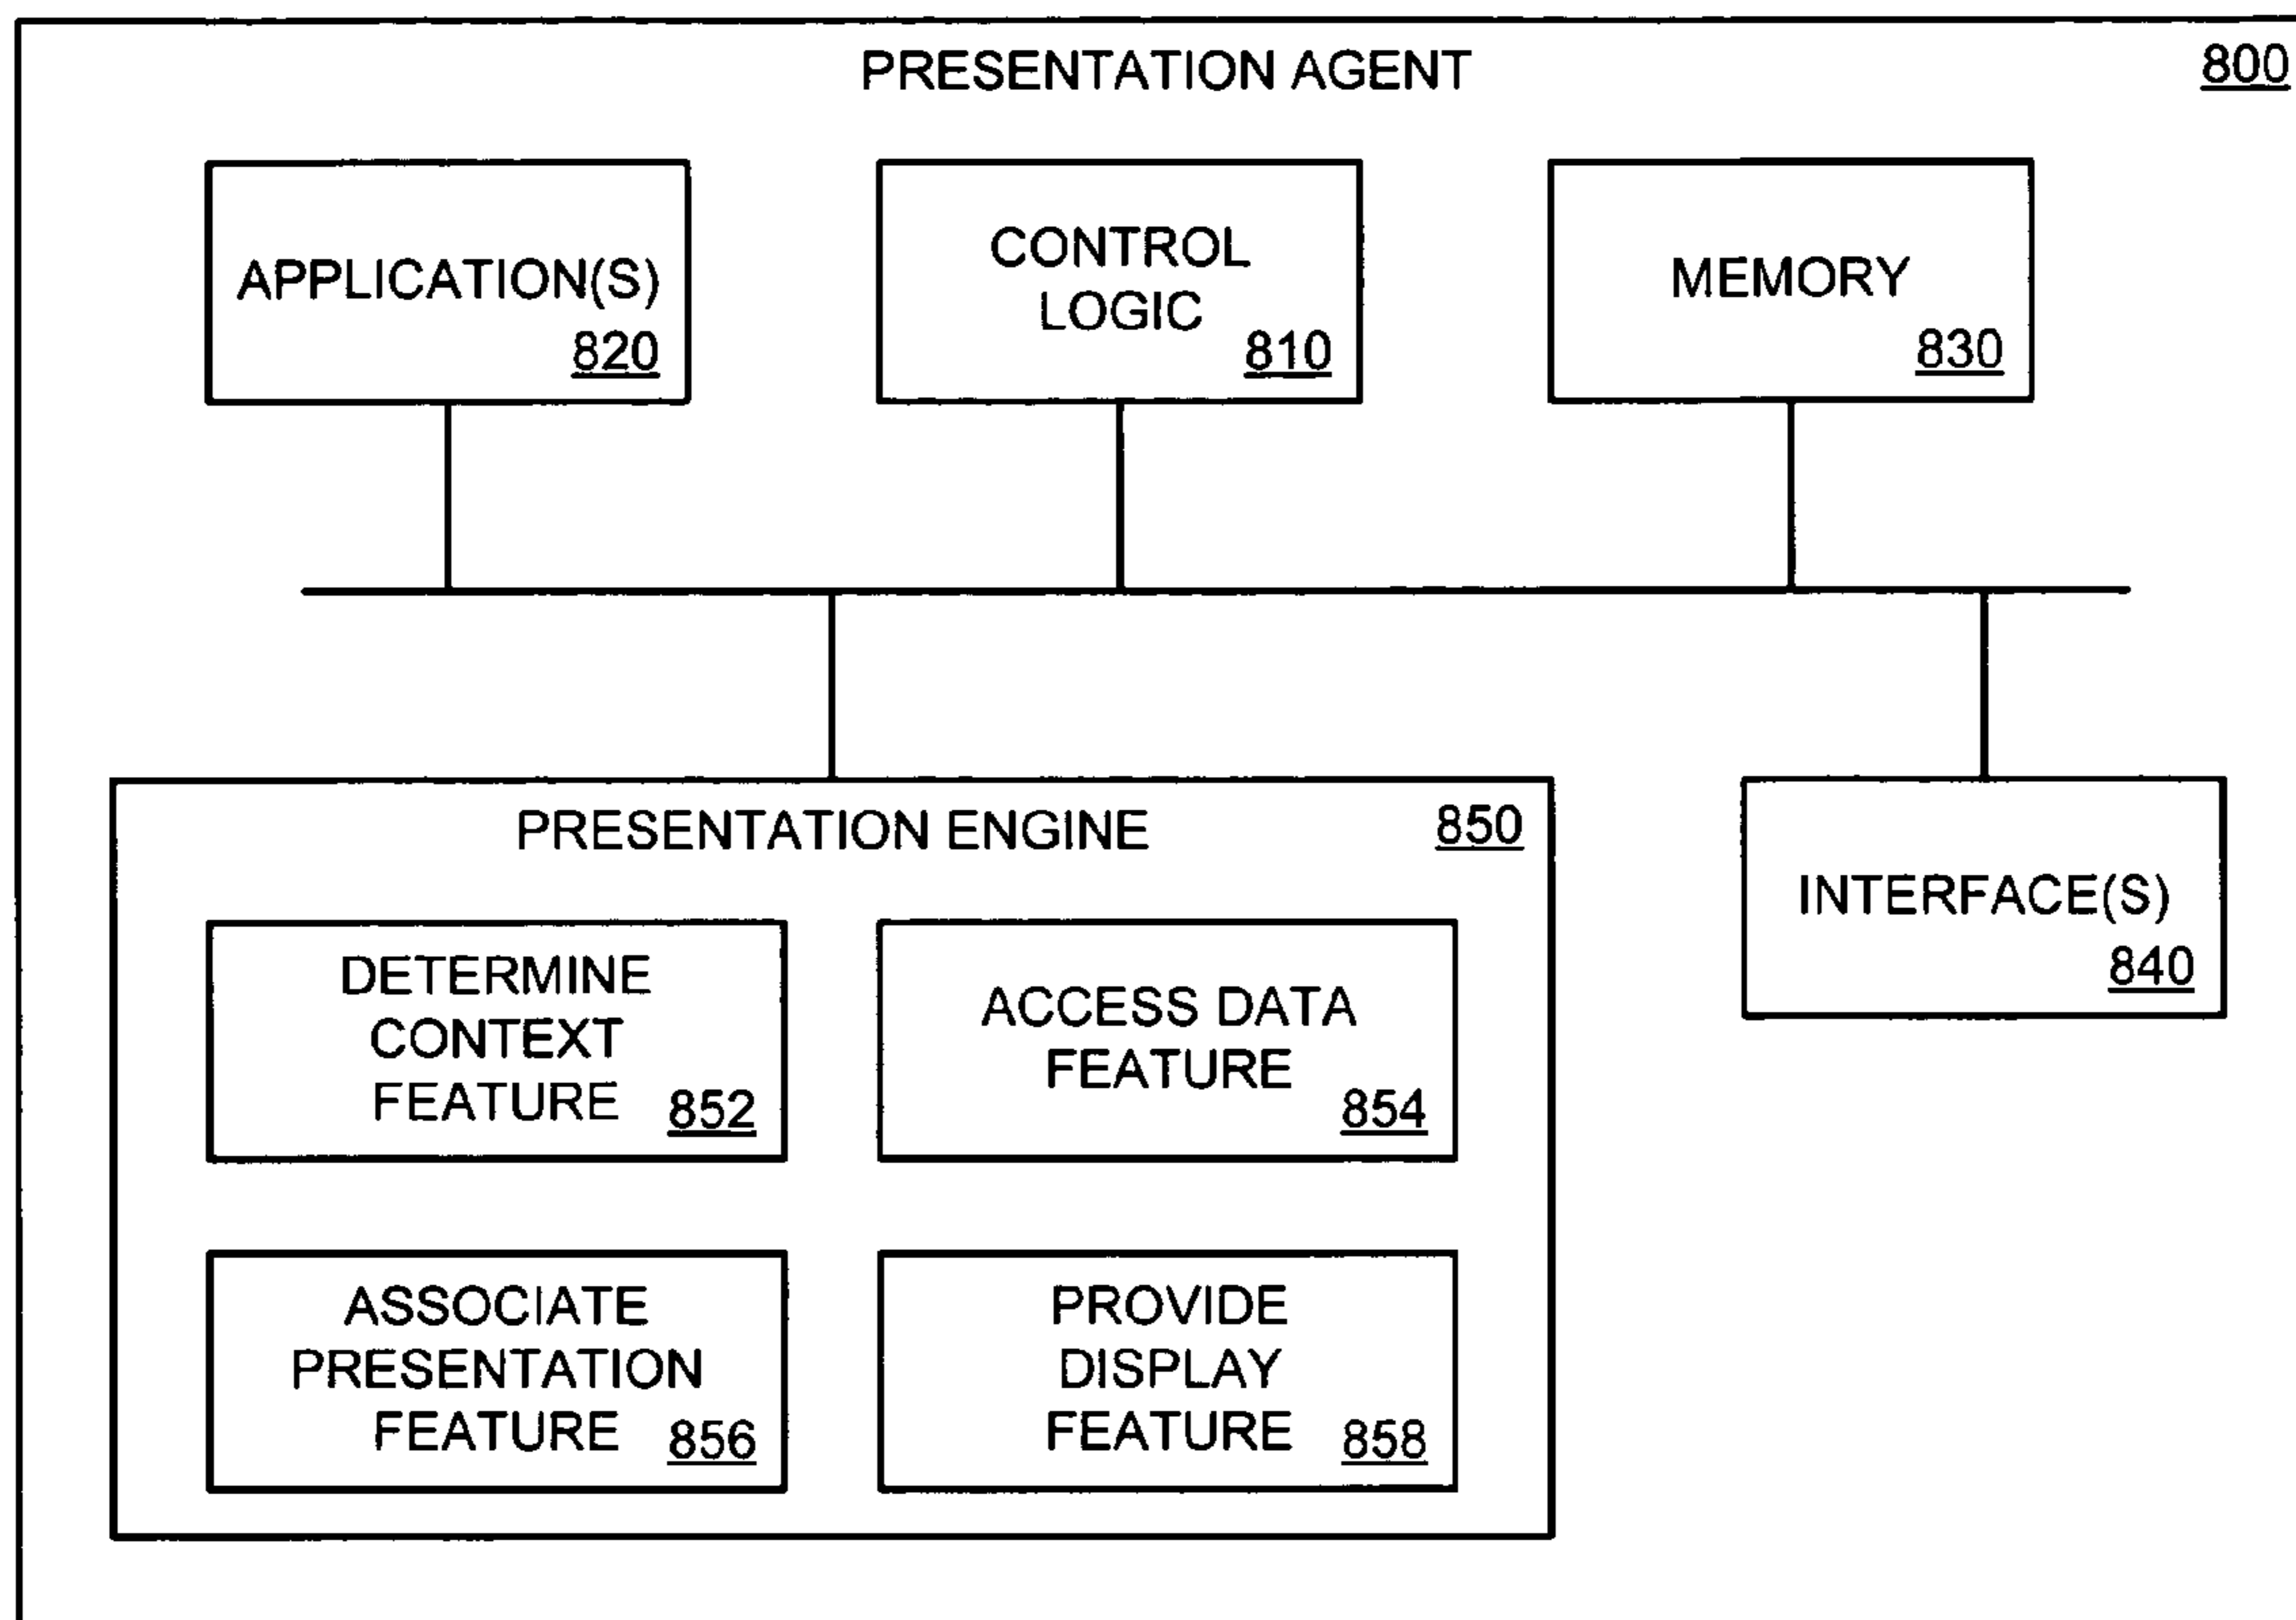 PRESENTATION AGENT
800
APPLICATION(S)
820
CONTROL
LOGIC
810
MEMORY
830
PRESENTATION ENGINE
850
DETERMINE
CONTEXT
FEATURE
852
ACCESS DATA
FEATURE
854
ASSOCIATE
PRESENTATION
FEATURE
856
PROVIDE
DISPLAY
FEATURE
858
INTERFACE(S)
840